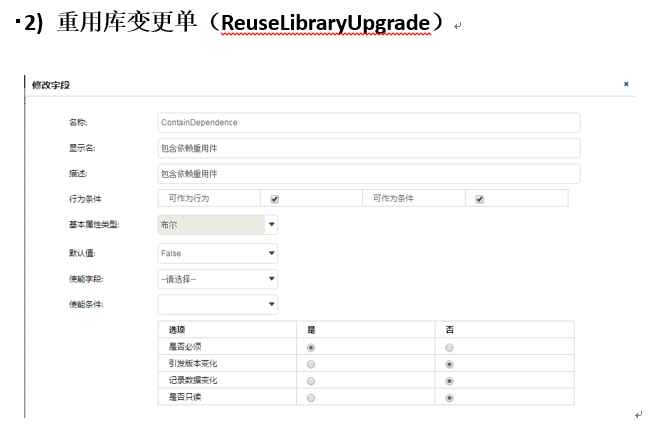 ▪2) 重用库变更单（ReuseLibraryUpgrade）
修改字段 ×
名称: ContainDependence
显示名: 包含依赖重用件
描述: 包含依赖重用件
行为条件 可作为行为 可作为条件
基本属性类型: 布尔
默认值: False
使能字段: --请选择--
使能条件:
选项 是 否
是否必须
引发版本变化
记录数据变化
是否只读